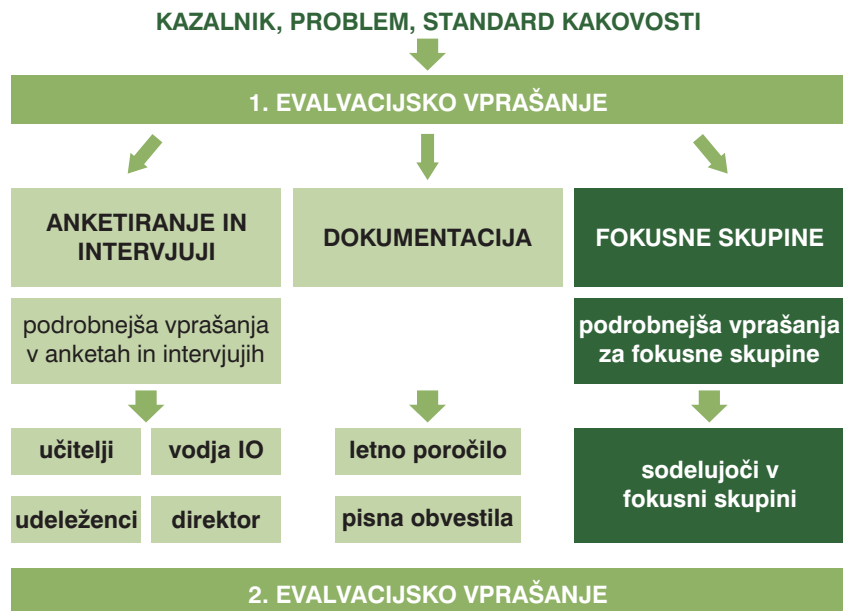 KAZALNIK, PROBLEM, STANDARD KAKOVOSTI
1. EVALVACIJSKO VPRAŠANJE
ANKETIRANJE IN
INTERVJUJI
DOKUMENTACIJA
FOKUSNE SKUPINE
podrobnejša vprašanja
v anketah in intervjujih
podrobnejša vprašanja
za fokusne skupine
učitelji
vodja IO
letno poročilo
sodelujoči v
fokusni skupini
udeleženci
direktor
pisna obvestila
2. EVALVACIJSKO VPRAŠANJE